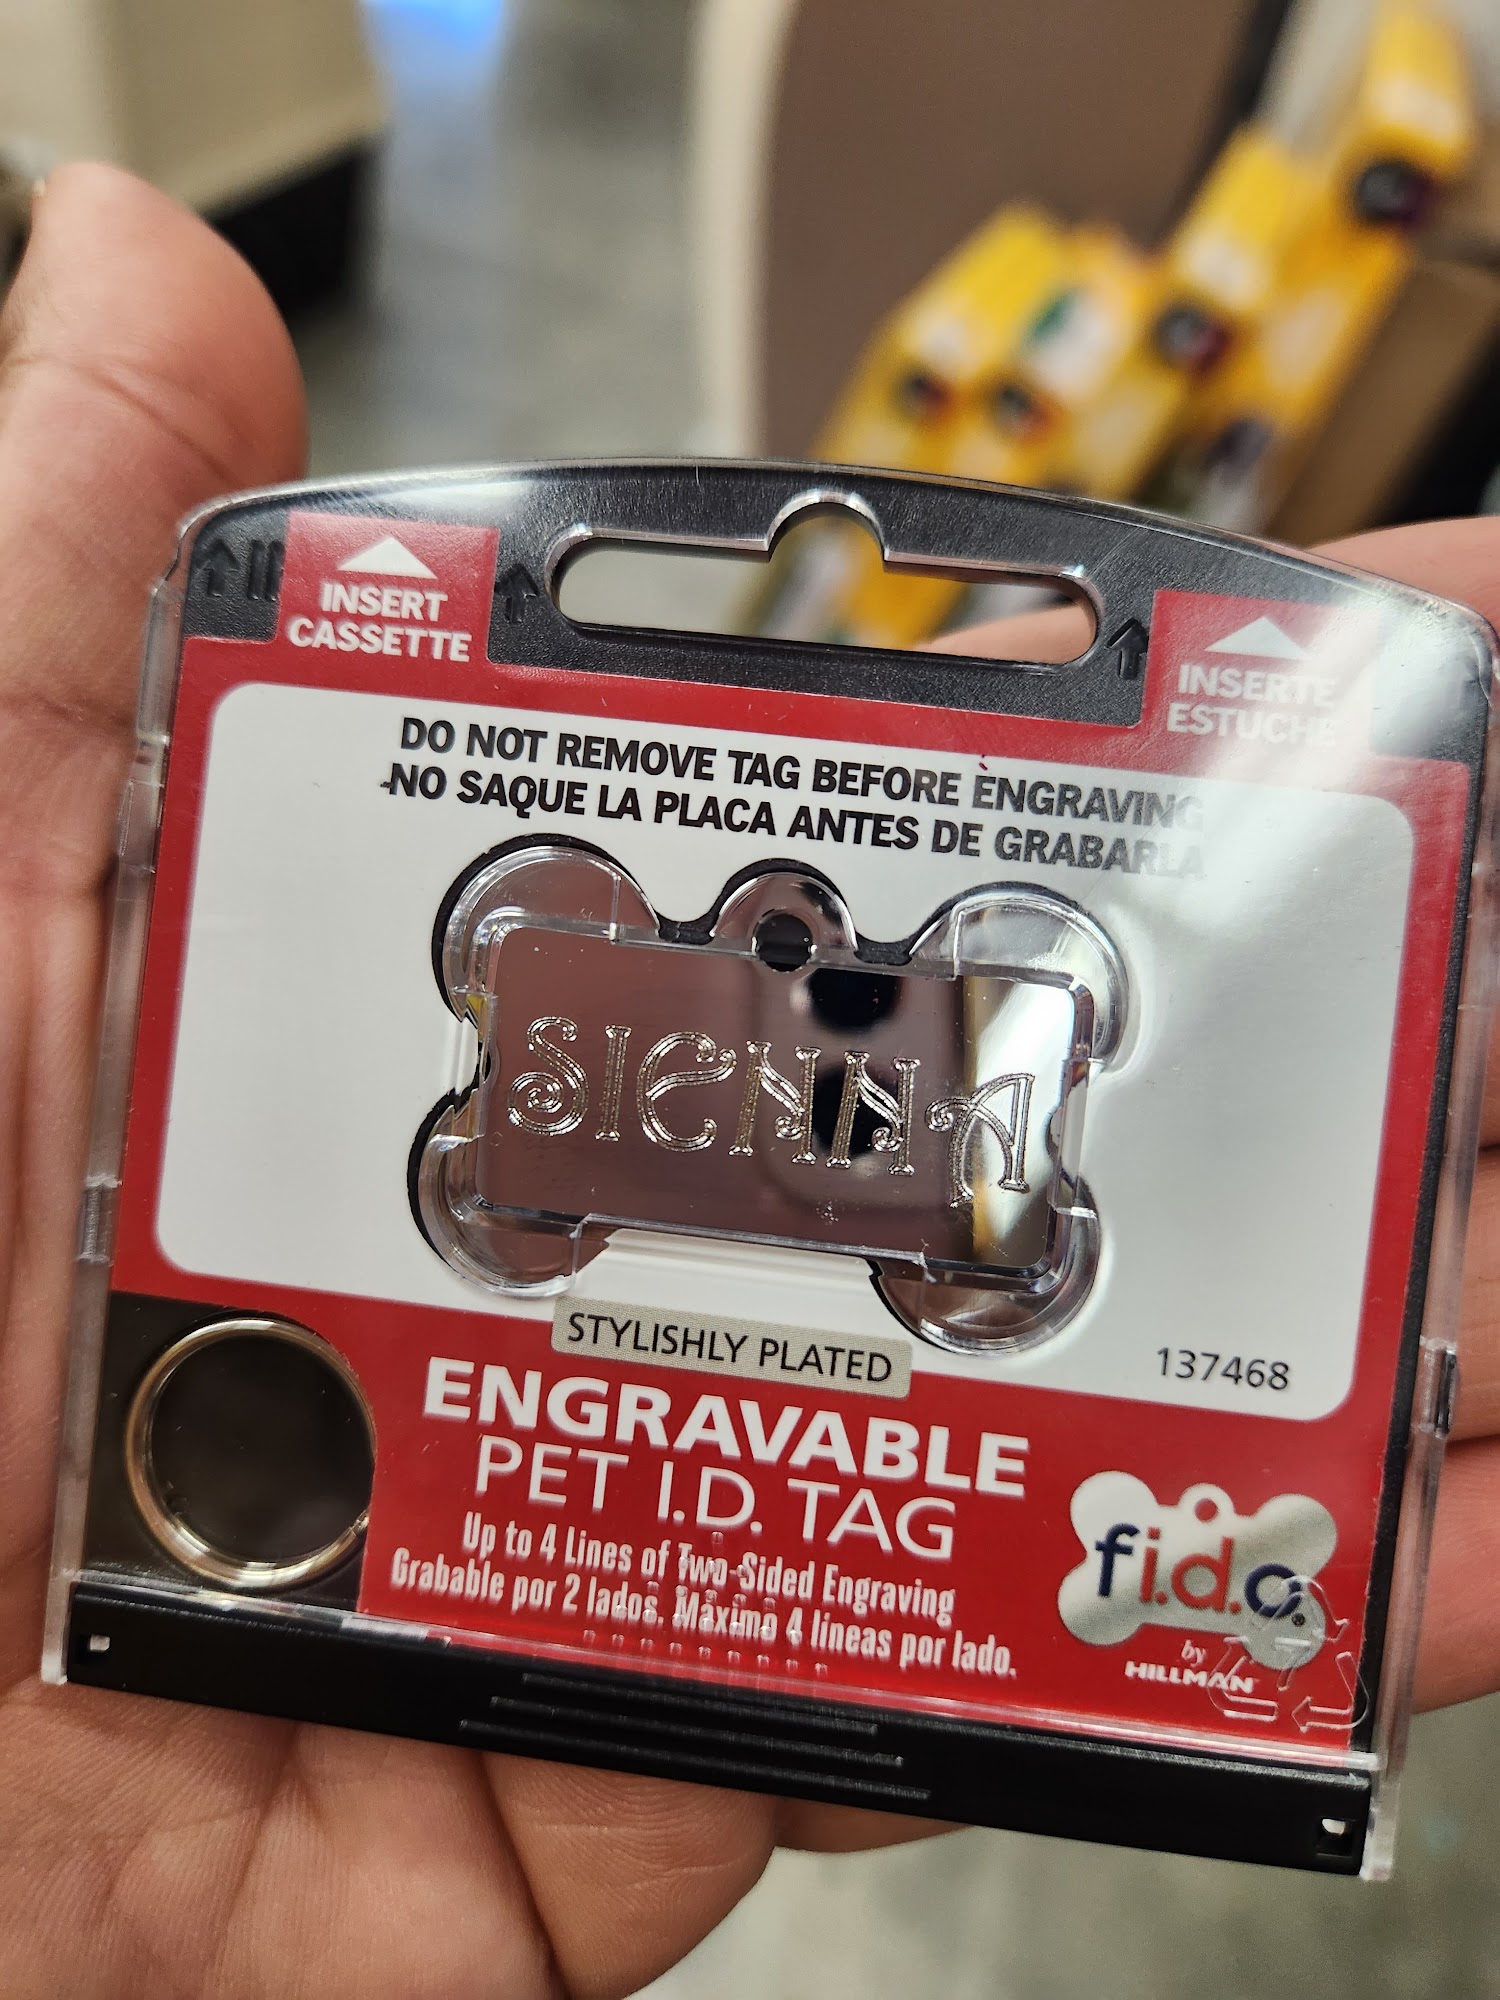 INSERT
CASSETTE
INSERTE
ESTUCHE
DO NOT REMOVE TAG BEFORE ENGRAVING
NO SAQUE LA PLACA ANTES DE GRABARLA
SIENNA
STYLISHLY PLATED
137468
ENGRAVABLE
PET I.D. TAG
Up to 4 Lines of Two-Sided Engraving
Grabable por 2 lados. Máximo 4 líneas por lado.
f.i.d.o.®
by
HILLMAN
7